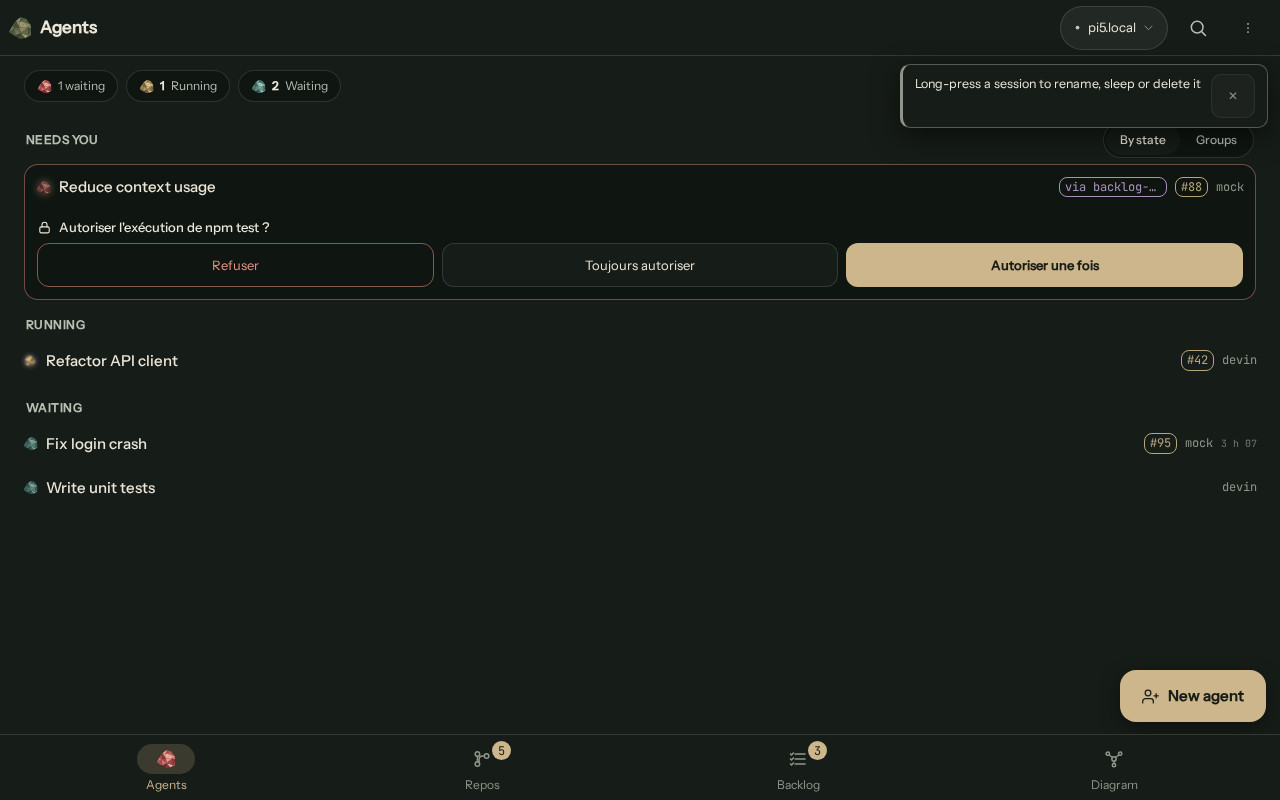 Agents
pi5.local
1 waiting
1 Running
2 Waiting
Long-press a session to rename, sleep or delete it
NEEDS YOU
By state
Groups
Reduce context usage
via backlog-…
#88
mock
Autoriser l'exécution de npm test ?
Refuser
Toujours autoriser
Autoriser une fois
RUNNING
Refactor API client
#42
devin
WAITING
Fix login crash
#95
mock
3 h 07
Write unit tests
devin
New agent
Agents
5
Repos
3
Backlog
Diagram